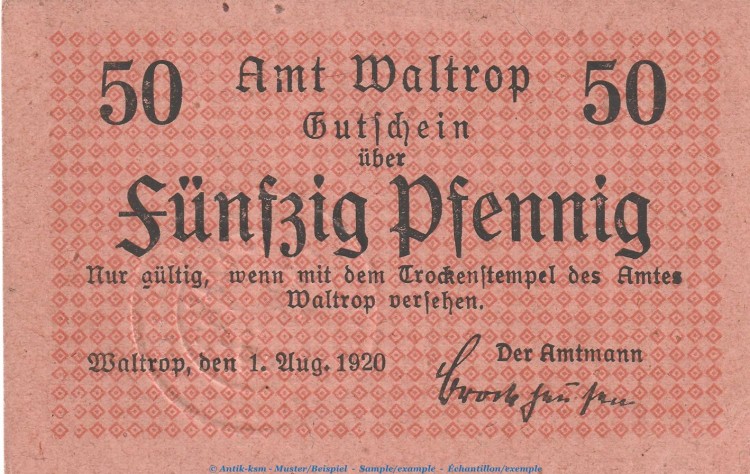 50 Amt Waltrop 50
Gutschein
über
Fünfzig Pfennig
Nur gültig, wenn mit dem Trockenstempel des Amtes
Waltrop versehen.
Waltrop, den 1. Aug. 1920
Der Amtmann
Brockhausen
© Antik-ksm - Muster/Beispiel - Sample/example - Échantillon/exemple